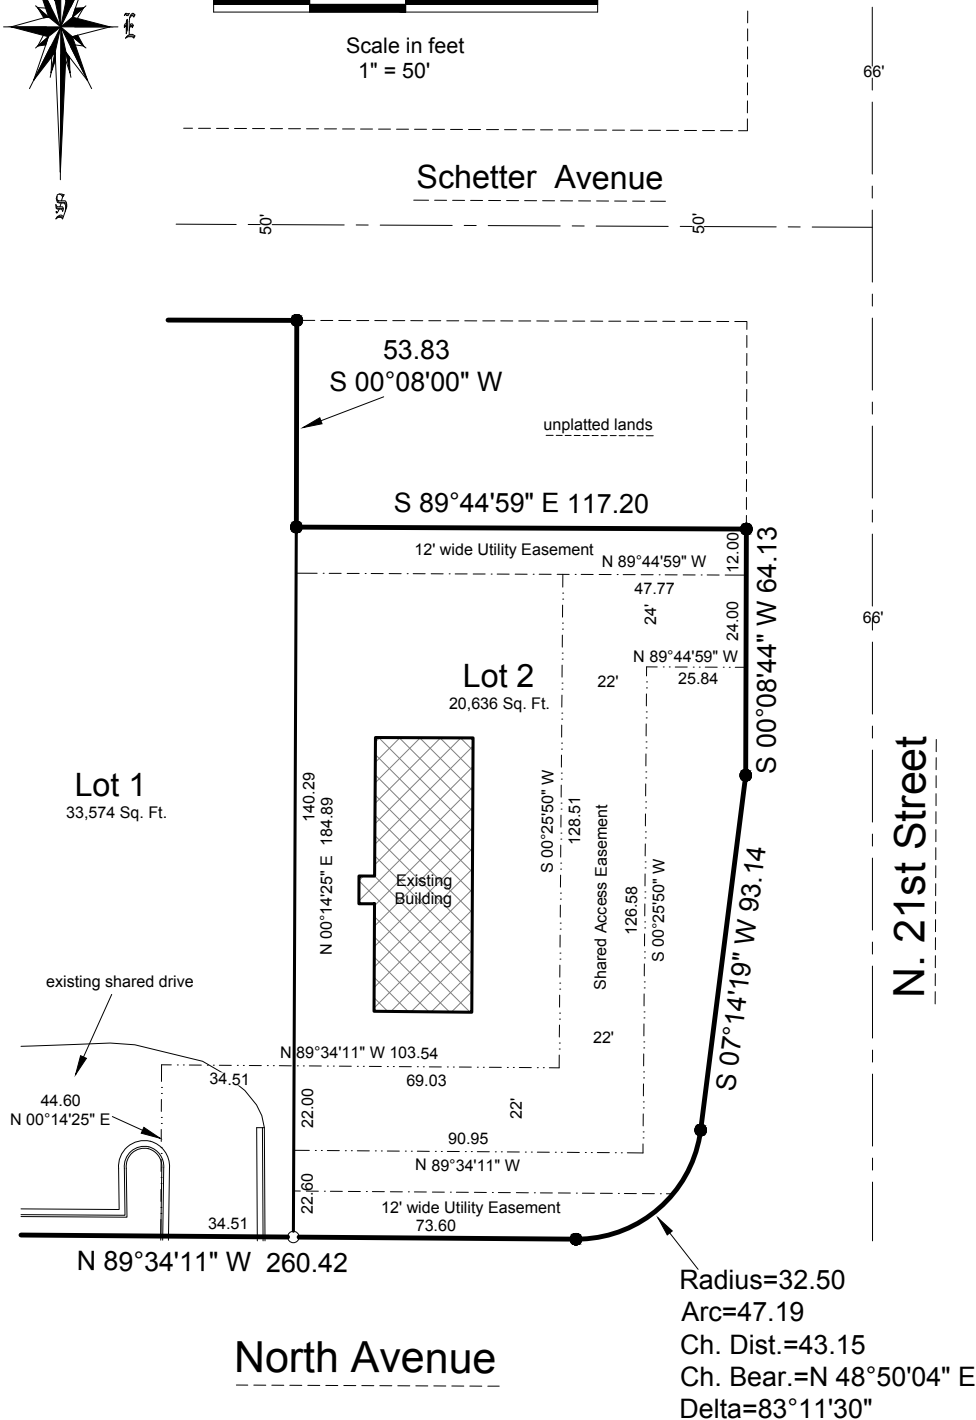 E
S
Scale in feet
1" = 50'
66'
Schetter Avenue
50'
50'
53.83
S 00°08'00" W
unplatted lands
S 89°44'59" E 117.20
12' wide Utility Easement
N 89°44'59" W
47.77
12.00
24'
24.00
S 00°08'44" W 64.13
66'
N 89°44'59" W
25.84
22'
Lot 2
20,636 Sq. Ft.
Lot 1
33,574 Sq. Ft.
140.29
N 00°14'25" E 184.89
S 00°25'50" W
128.51
Shared Access Easement
126.58
S 00°25'50" W
Existing
Building
S 07°14'19" W 93.14
N. 21st Street
existing shared drive
22'
N 89°34'11" W 103.54
34.51
69.03
44.60
N 00°14'25" E
22.00
22'
90.95
N 89°34'11" W
22.60
12' wide Utility Easement
34.51
73.60
N 89°34'11" W 260.42
Radius=32.50
Arc=47.19
Ch. Dist.=43.15
Ch. Bear.=N 48°50'04" E
Delta=83°11'30"
North Avenue